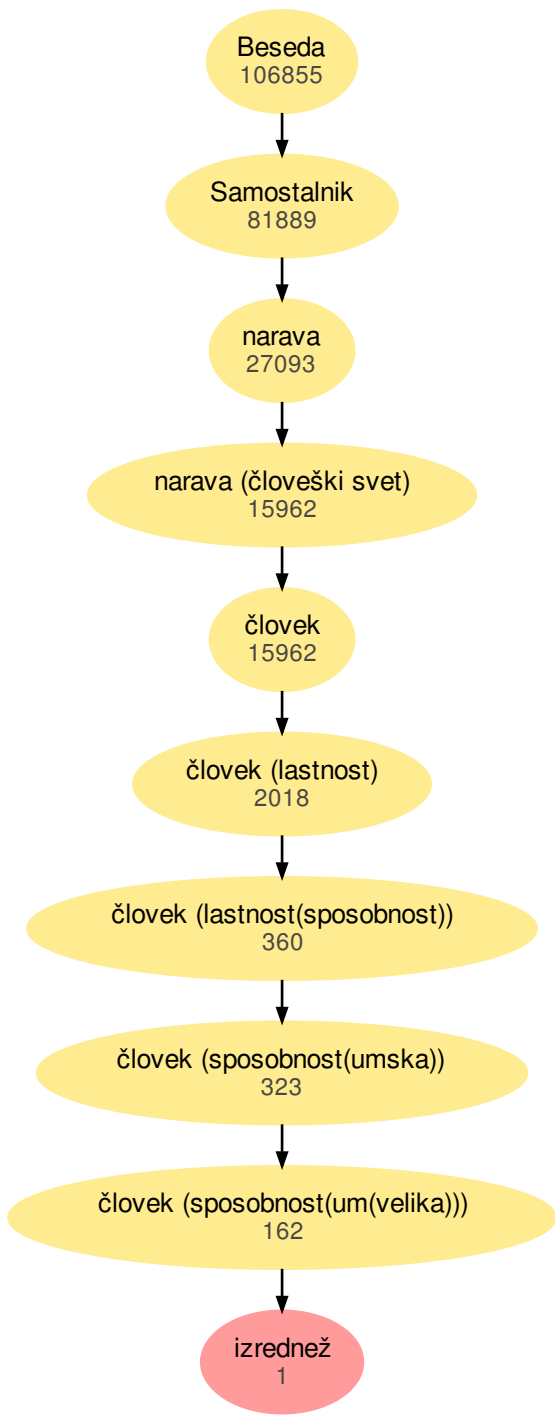 Beseda
106855
Samostalnik
81889
narava
27093
narava (človeški svet)
15962
človek
15962
človek (lastnost)
2018
človek (lastnost(sposobnost))
360
človek (sposobnost(umska))
323
človek (sposobnost(um(velika)))
162
izrednež
1